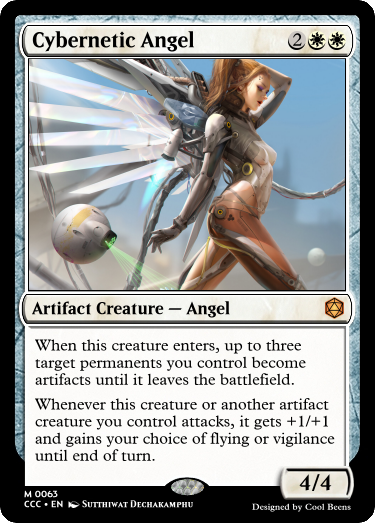 Cybernetic Angel 2
Artifact Creature — Angel
When this creature enters, up to three
target permanents you control become
artifacts until it leaves the battlefield.
Whenever this creature or another artifact
creature you control attacks, it gets +1/+1
and gains your choice of flying or vigilance
until end of turn.
4/4
M 0063
CCC • EN Sutthiwat Dechakamphu
Designed by Cool Beens